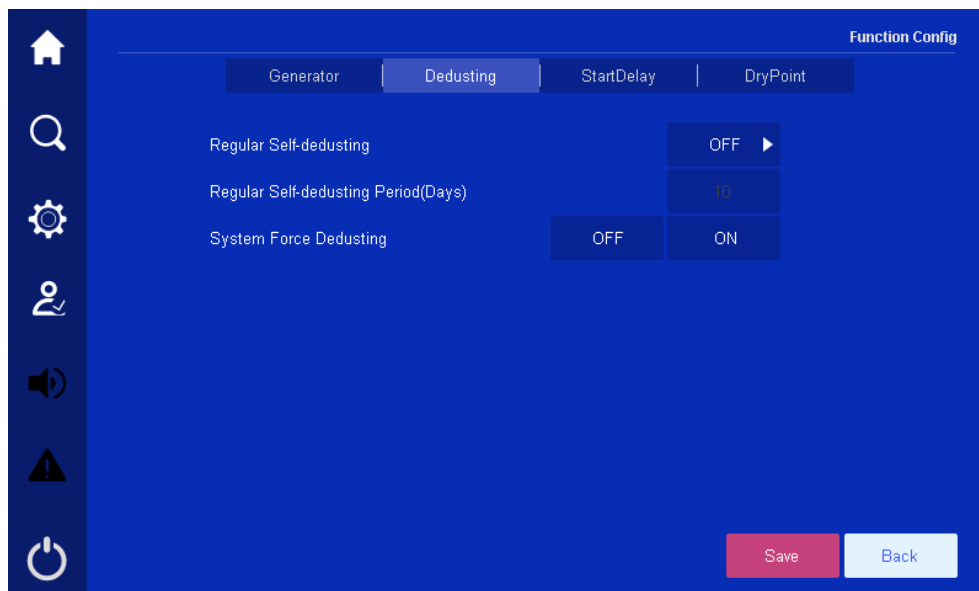 Function Config
Generator Dedusting StartDelay DryPoint
Regular Self-dedusting OFF
Regular Self-dedusting Period(Days) 10
System Force Dedusting OFF ON
Save Back